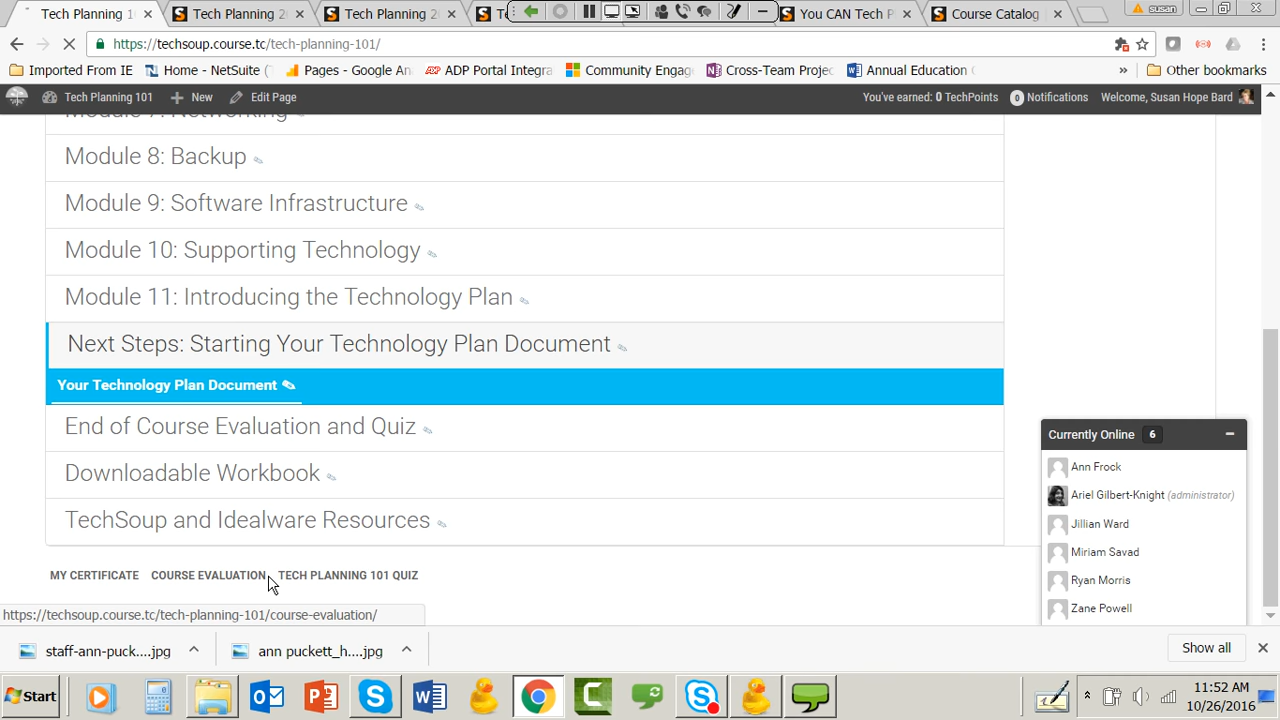 Tech Planning 1
Tech Planning 2
Tech Planning 2
You CAN Tech P
Course Catalog
susan
https://techsoup.course.tc/tech-planning-101/
Imported From IE
Home - NetSuite (
Pages - Google An
ADP Portal Integra
Community Engag
Cross-Team Projec
Annual Education
»
Other bookmarks
Tech Planning 101
New
Edit Page
You've earned: 0 TechPoints
0 Notifications
Welcome, Susan Hope Bard
Module 7: Networking
Module 8: Backup
Module 9: Software Infrastructure
Module 10: Supporting Technology
Module 11: Introducing the Technology Plan
Next Steps: Starting Your Technology Plan Document
Your Technology Plan Document
End of Course Evaluation and Quiz
Downloadable Workbook
TechSoup and Idealware Resources
Currently Online 6
Ann Frock
Ariel Gilbert-Knight (administrator)
Jillian Ward
Miriam Savad
Ryan Morris
Zane Powell
MY CERTIFICATE COURSE EVALUATION TECH PLANNING 101 QUIZ
https://techsoup.course.tc/tech-planning-101/course-evaluation/
staff-ann-puck....jpg
ann puckett_h....jpg
Show all
Start
11:52 AM
10/26/2016